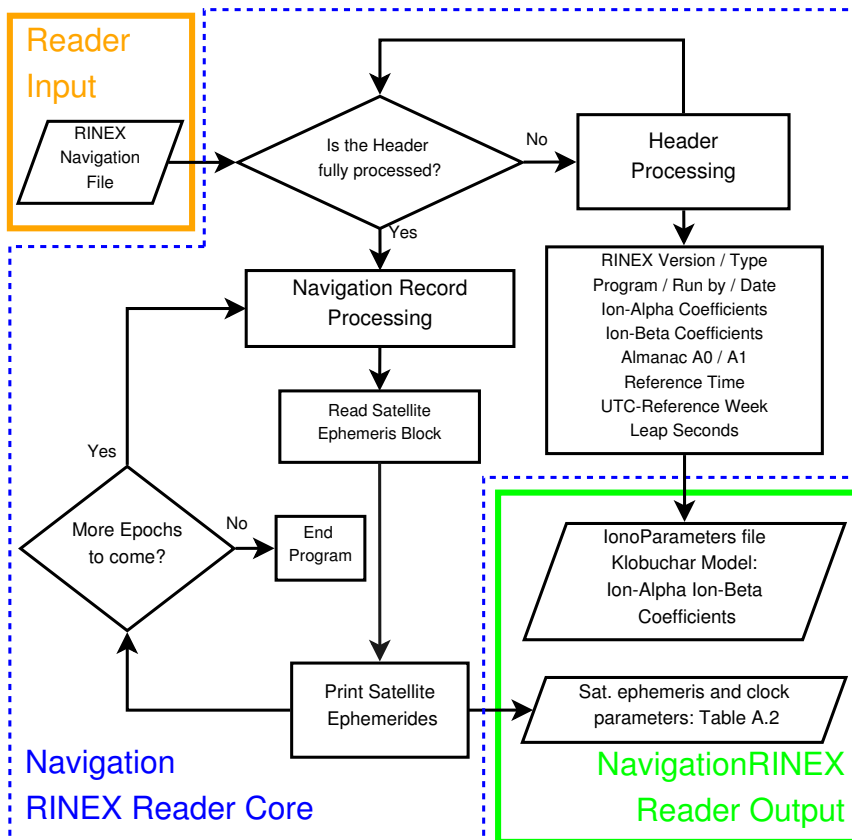 Reader
Input
RINEX
Navigation
File
Is the Header
fully processed?
No
Header
Processing
Yes
RINEX Version / Type
Program / Run by / Date
Ion-Alpha Coefficients
Ion-Beta Coefficients
Almanac A0 / A1
Reference Time
UTC-Reference Week
Leap Seconds
Navigation Record
Processing
Read Satellite
Ephemeris Block
Yes
More Epochs
to come?
No
End
Program
IonoParameters file
Klobuchar Model:
Ion-Alpha Ion-Beta
Coefficients
Print Satellite
Ephemerides
Sat. ephemeris and clock
parameters: Table A.2
Navigation
RINEX Reader Core
NavigationRINEX
Reader Output